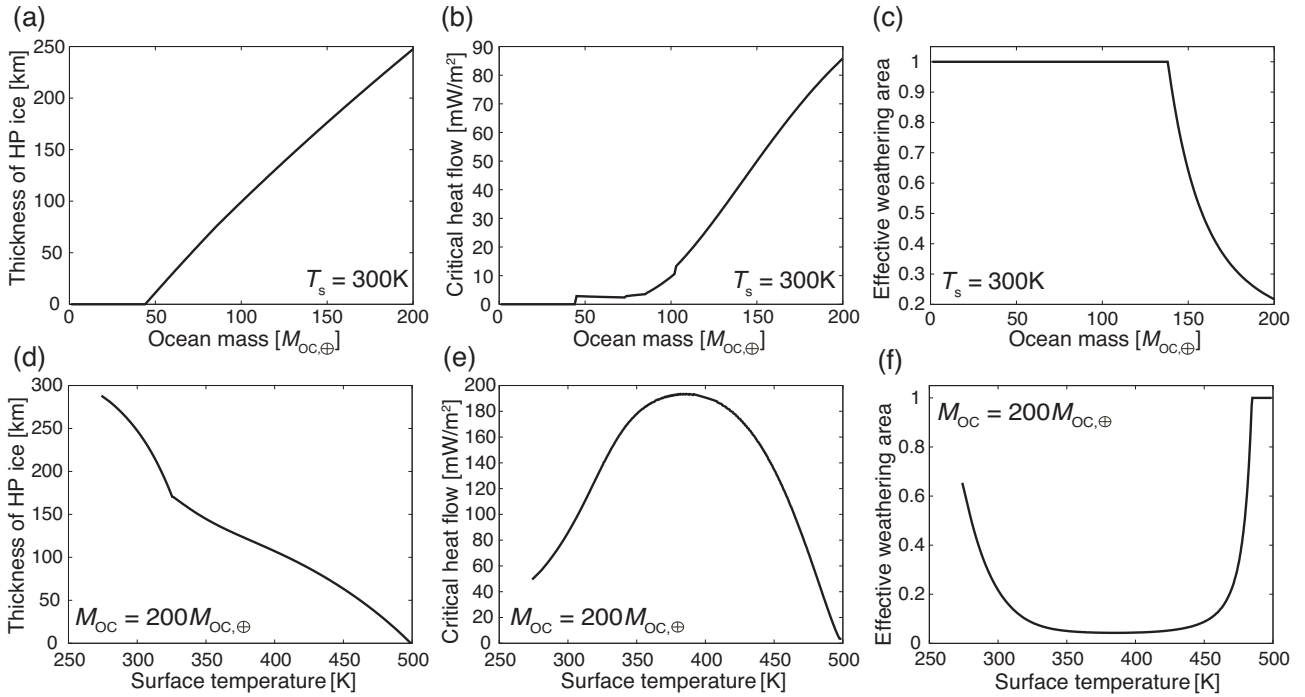 (a)
Thickness of HP ice [km]
250
200
150
100
50
0
0 50 100 150 200
Ocean mass [M_OC,⊕]
T_s = 300K
(b)
Critical heat flow [mW/m²]
90
80
70
60
50
40
30
20
10
0
0 50 100 150 200
Ocean mass [M_OC,⊕]
T_s = 300K
(c)
Effective weathering area
1
0.9
0.8
0.7
0.6
0.5
0.4
0.3
0.2
0 50 100 150 200
Ocean mass [M_OC,⊕]
T_s = 300K
(d)
Thickness of HP ice [km]
300
250
200
150
100
50
0
250 300 350 400 450 500
Surface temperature [K]
M_OC = 200M_OC,⊕
(e)
Critical heat flow [mW/m²]
200
180
160
140
120
100
80
60
40
20
0
250 300 350 400 450 500
Surface temperature [K]
M_OC = 200M_OC,⊕
(f)
Effective weathering area
1
0.8
0.6
0.4
0.2
0
250 300 350 400 450 500
Surface temperature [K]
M_OC = 200M_OC,⊕